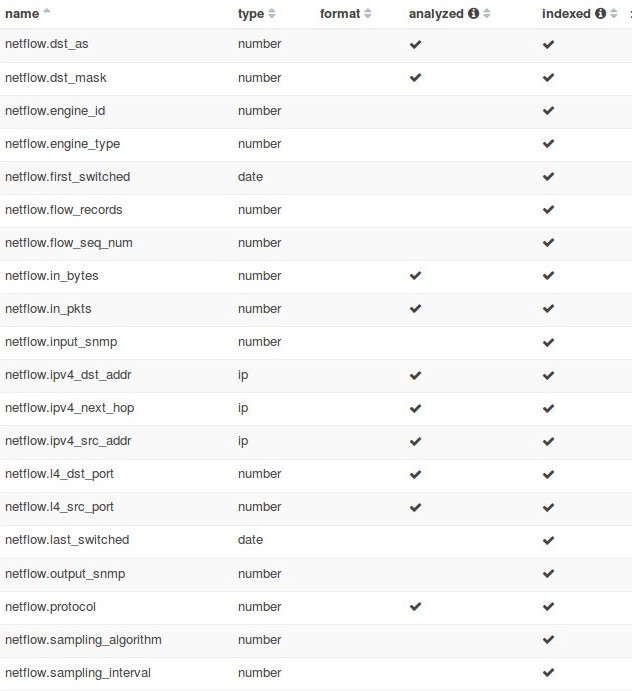 name type format analyzed indexed
netflow.dst_as number ✔ ✔
netflow.dst_mask number ✔ ✔
netflow.engine_id number ✔
netflow.engine_type number ✔
netflow.first_switched date ✔
netflow.flow_records number ✔
netflow.flow_seq_num number ✔
netflow.in_bytes number ✔ ✔
netflow.in_pkts number ✔ ✔
netflow.input_snmp number ✔
netflow.ipv4_dst_addr ip ✔ ✔
netflow.ipv4_next_hop ip ✔ ✔
netflow.ipv4_src_addr ip ✔ ✔
netflow.l4_dst_port number ✔ ✔
netflow.l4_src_port number ✔ ✔
netflow.last_switched date ✔
netflow.output_snmp number ✔
netflow.protocol number ✔ ✔
netflow.sampling_algorithm number ✔
netflow.sampling_interval number ✔